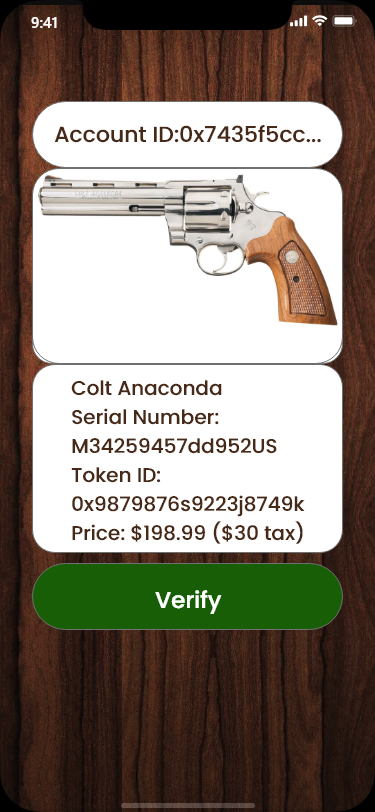 9:41
Account ID:0x7435f5cc...
Colt Anaconda
Serial Number:
M34259457dd952US
Token ID:
0x9879876s9223j8749k
Price: $198.99 ($30 tax)
Verify